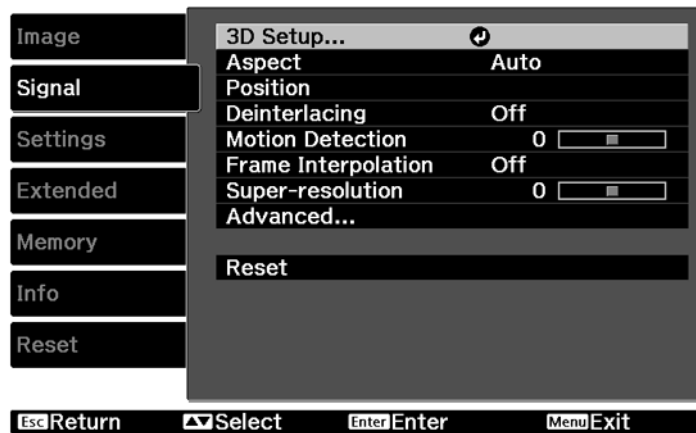 Image
Signal
Settings
Extended
Memory
Info
Reset
3D Setup...
Aspect Auto
Position
Deinterlacing Off
Motion Detection 0
Frame Interpolation Off
Super-resolution 0
Advanced...
Reset
Esc Return Select Enter Enter Menu Exit